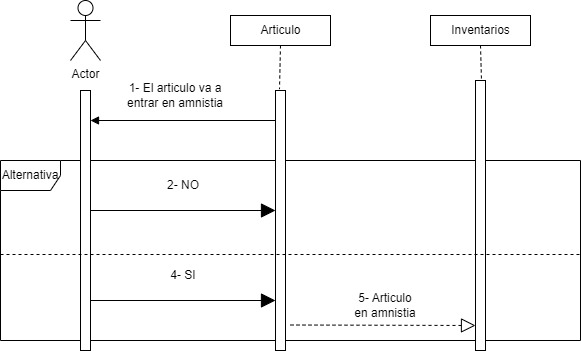 Actor
Articulo
Inventarios
1- El articulo va a
entrar en amnistia
Alternativa
2- NO
4- SI
5- Articulo
en amnistia